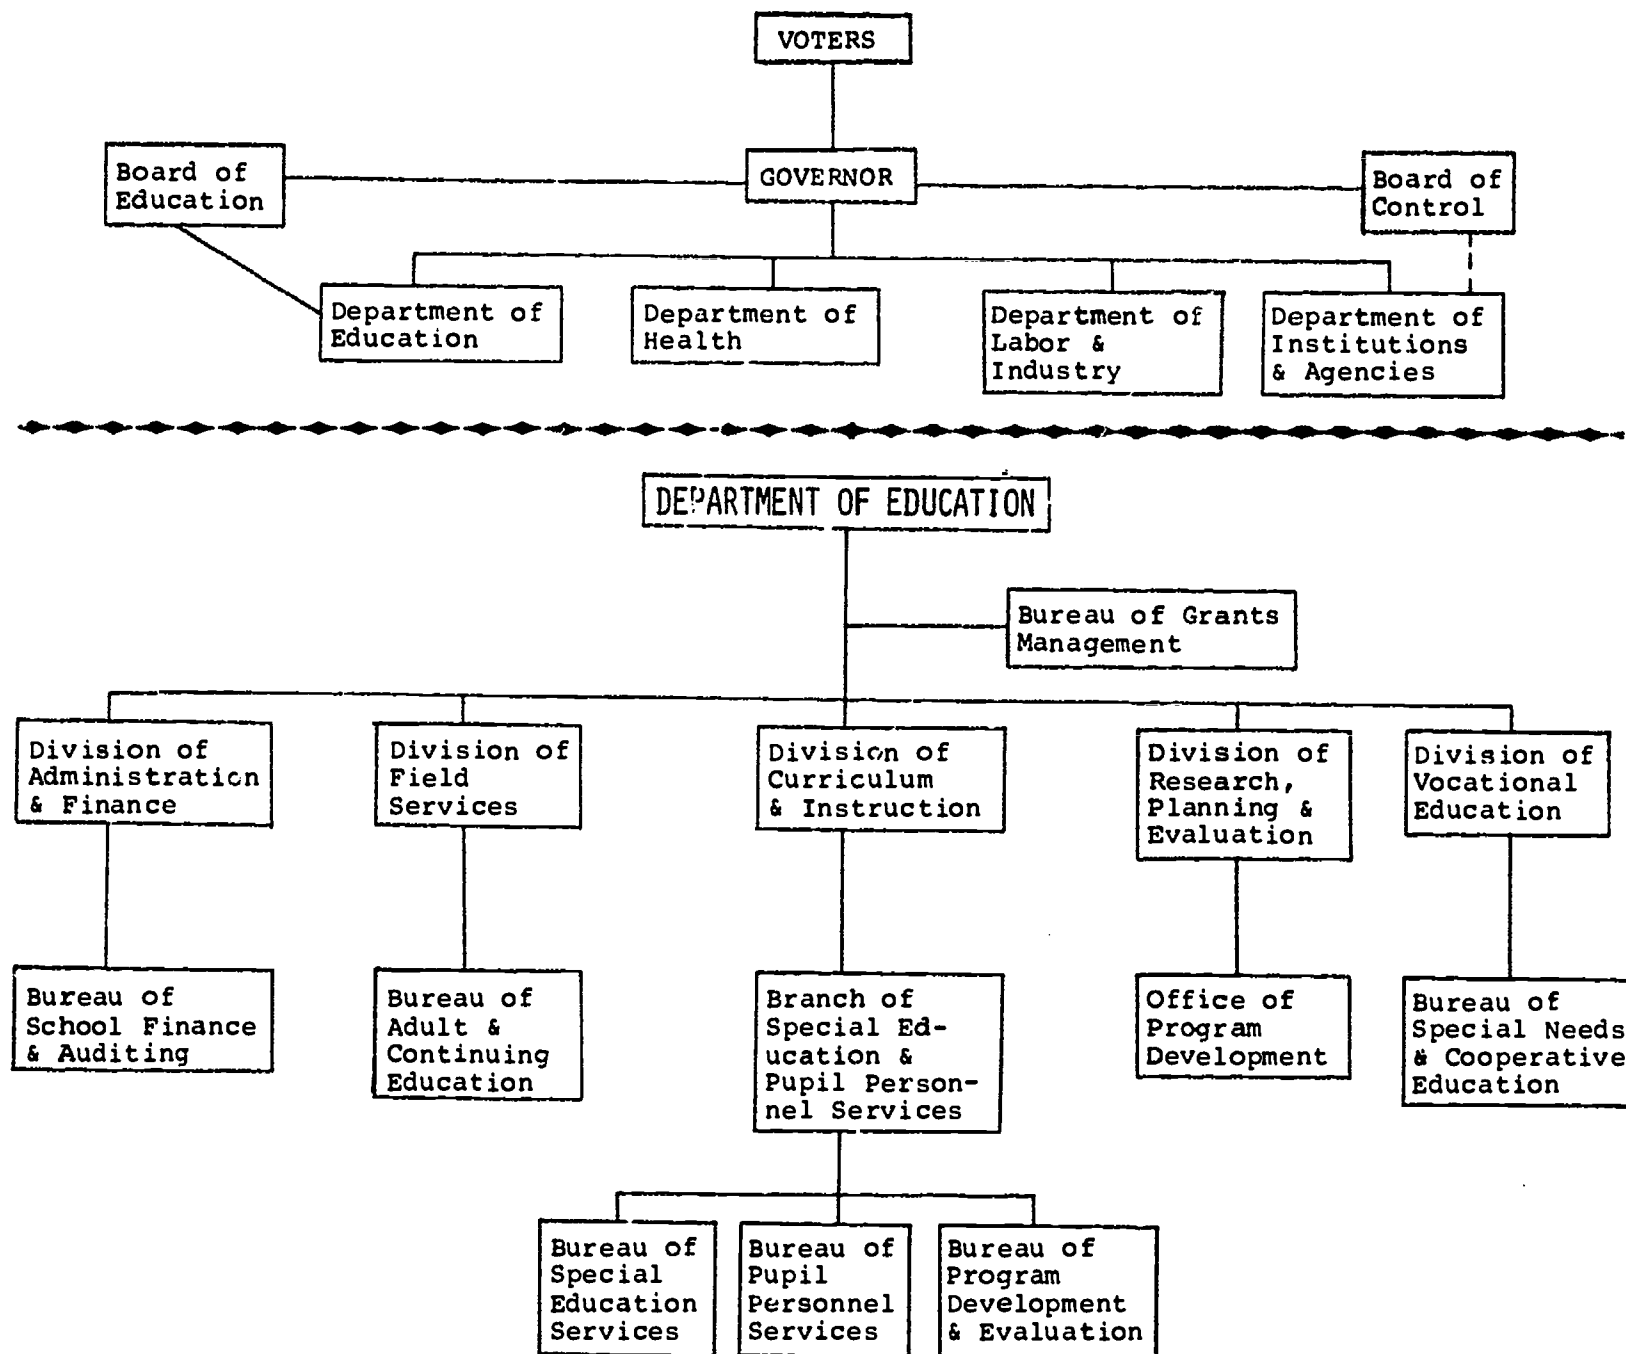 VOTERS
Board of
Education
GOVERNOR
Board of
Control
Department of
Education
Department of
Health
Department of
Labor &
Industry
Department of
Institutions
& Agencies
DEPARTMENT OF EDUCATION
Bureau of Grants
Management
Division of
Administration
& Finance
Division of
Field
Services
Division of
Curriculum
& Instruction
Division of
Research,
Planning &
Evaluation
Division of
Vocational
Education
Bureau of
School Finance
& Auditing
Bureau of
Adult &
Continuing
Education
Branch of
Special Ed-
ucation &
Pupil Person-
nel Services
Office of
Program
Development
Bureau of
Special Needs
& Cooperative
Education
Bureau of
Special
Education
Services
Bureau of
Pupil
Personnel
Services
Bureau of
Program
Development
& Evaluation